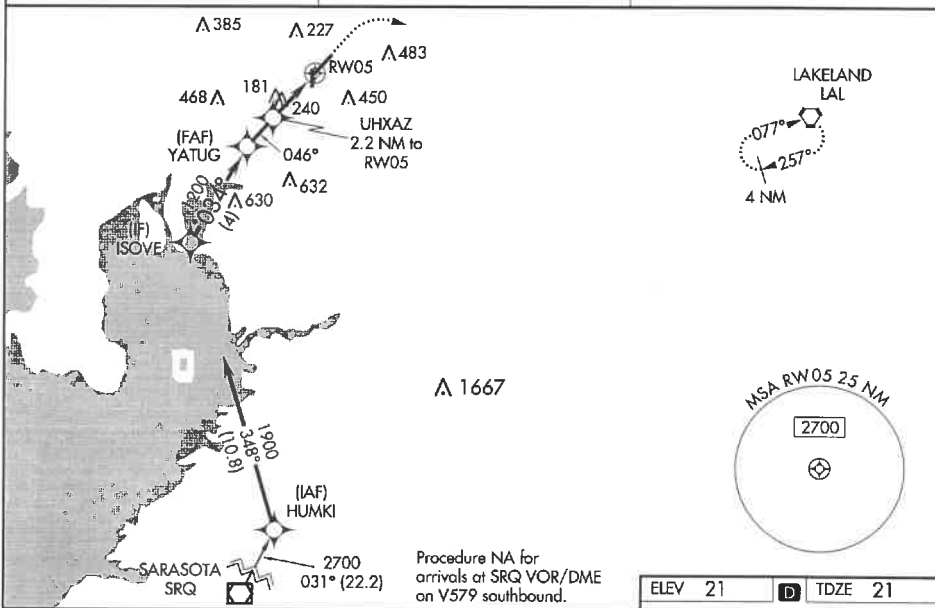 385
227
483
RW05
181
468
240
450
LAKELAND
LAL
077°
257°
4 NM
UHXAZ
2.2 NM to
RW05
(FAF)
YATUG
046°
632
630
034°
(4)
(IF)
ISOVE
1667
MSA RW05 25 NM
2700
1900
348°
(10.8)
(IAF)
HUMKI
2700
031° (22.2)
SARASOTA
SRQ
Procedure NA for
arrivals at SRQ VOR/DME
on V579 southbound.
ELEV 21
D
TDZE 21